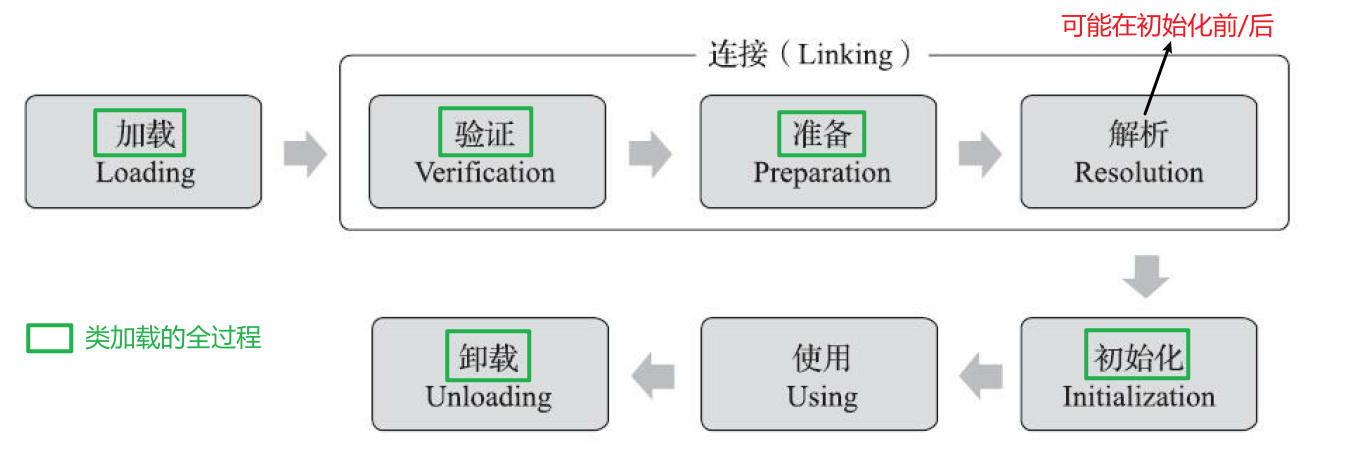 可能在初始化前/后
连接（Linking）
加载
Loading
验证
Verification
准备
Preparation
解析
Resolution
类加载的全过程
卸载
Unloading
使用
Using
初始化
Initialization